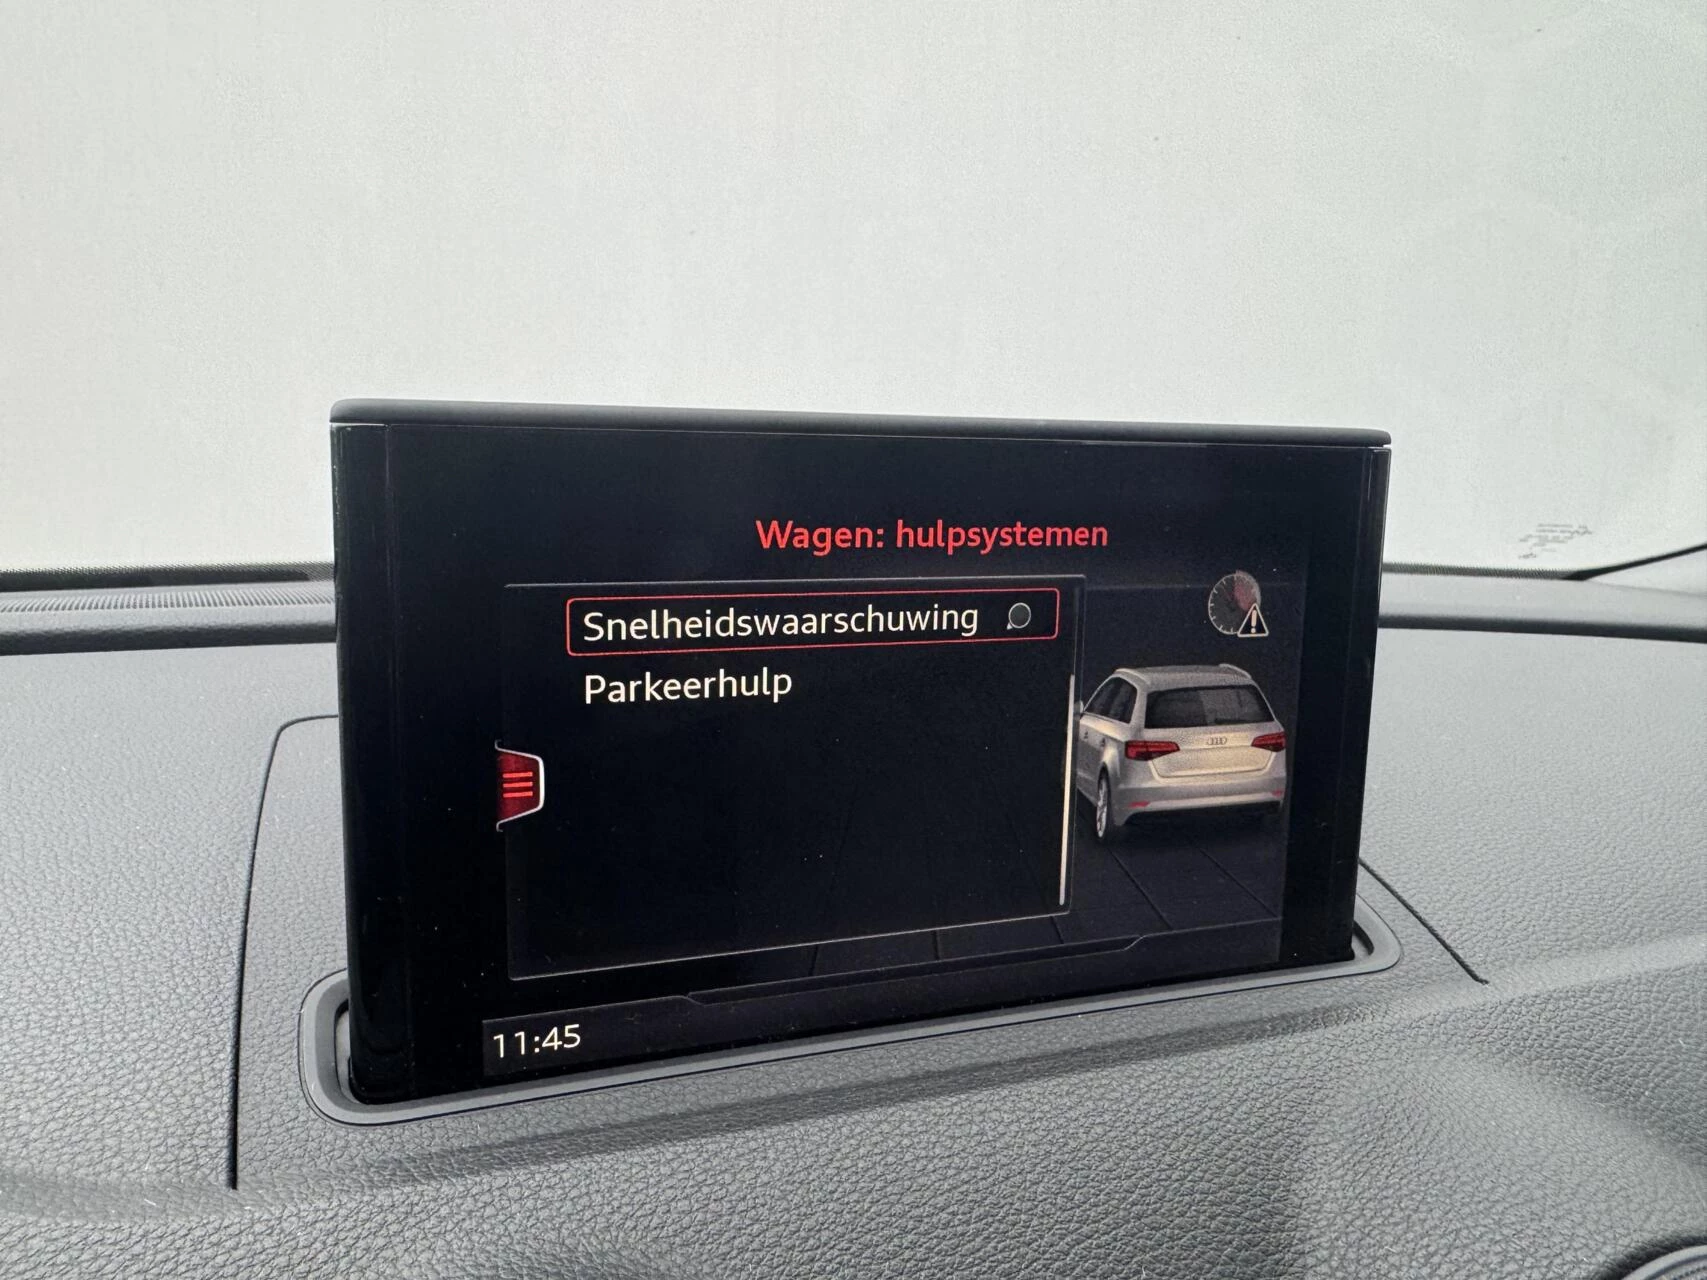 Wagen: hulpsystemen
Snelheidswaarschuwing
Parkeerhulp
11:45